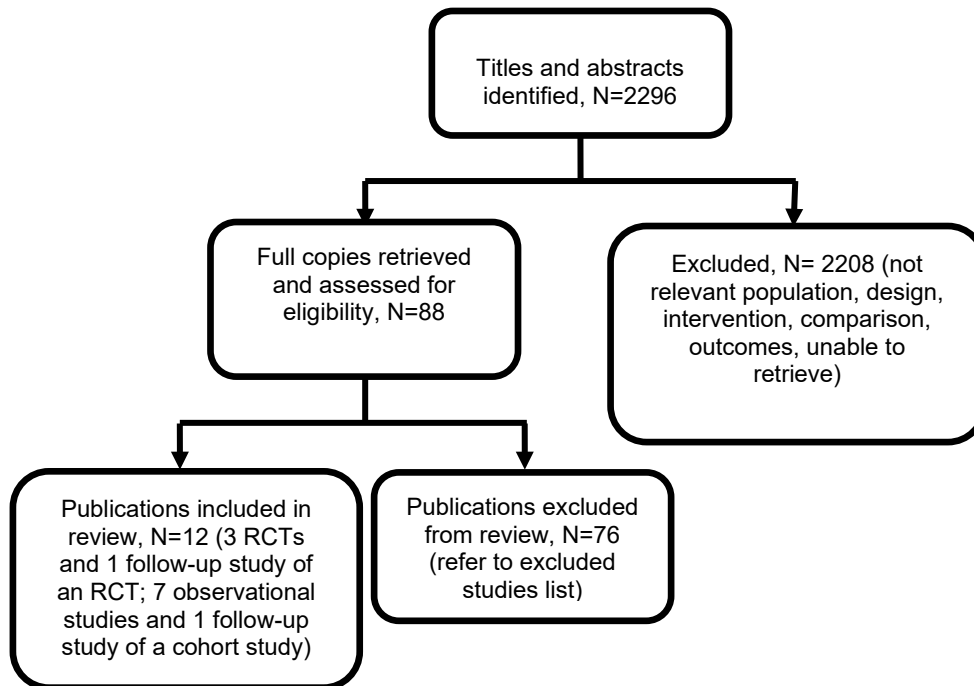 Titles and abstracts
identified, N=2296
Full copies retrieved
and assessed for
eligibility, N=88
Excluded, N= 2208 (not
relevant population, design,
intervention, comparison,
outcomes, unable to
retrieve)
Publications included in
review, N=12 (3 RCTs
and 1 follow-up study of
an RCT; 7 observational
studies and 1 follow-up
study of a cohort study)
Publications excluded
from review, N=76
(refer to excluded
studies list)